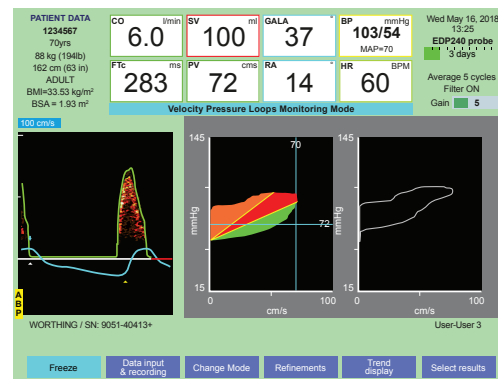 PATIENT DATA
1234567
70yrs
88 kg (194lb)
162 cm (63 in)
ADULT
BMI=33.53 kg/m²
BSA = 1.93 m²
CO l/min
6.0
SV ml
100
GALA °
37
BP mmHg
103/54
MAP=70
FTc ms
283
PV cms
72
RA °
14
HR BPM
60
Wed May 16, 2018
13:25
EDP240 probe
3 days
Average 5 cycles
Filter ON
Gain 5
Velocity Pressure Loops Monitoring Mode
100 cm/s
A
B
P
145
70
mmHg
72
15
0 100
cm/s
145
mmHg
15
0 100
cm/s
WORTHING / SN: 9051-40413+
User-User 3
Freeze
Data input
& recording
Change Mode
Refinements
Trend
display
Select results